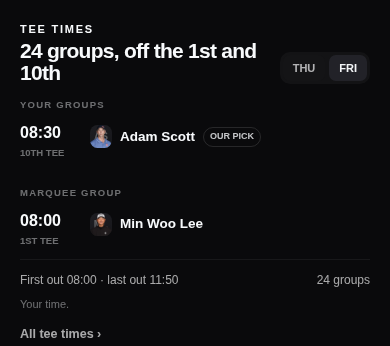 TEE TIMES
24 groups, off the 1st and
10th
THU
FRI
YOUR GROUPS
08:30
10TH TEE
Adam Scott
OUR PICK
MARQUEE GROUP
08:00
1ST TEE
Min Woo Lee
First out 08:00 · last out 11:50
24 groups
Your time.
All tee times ›